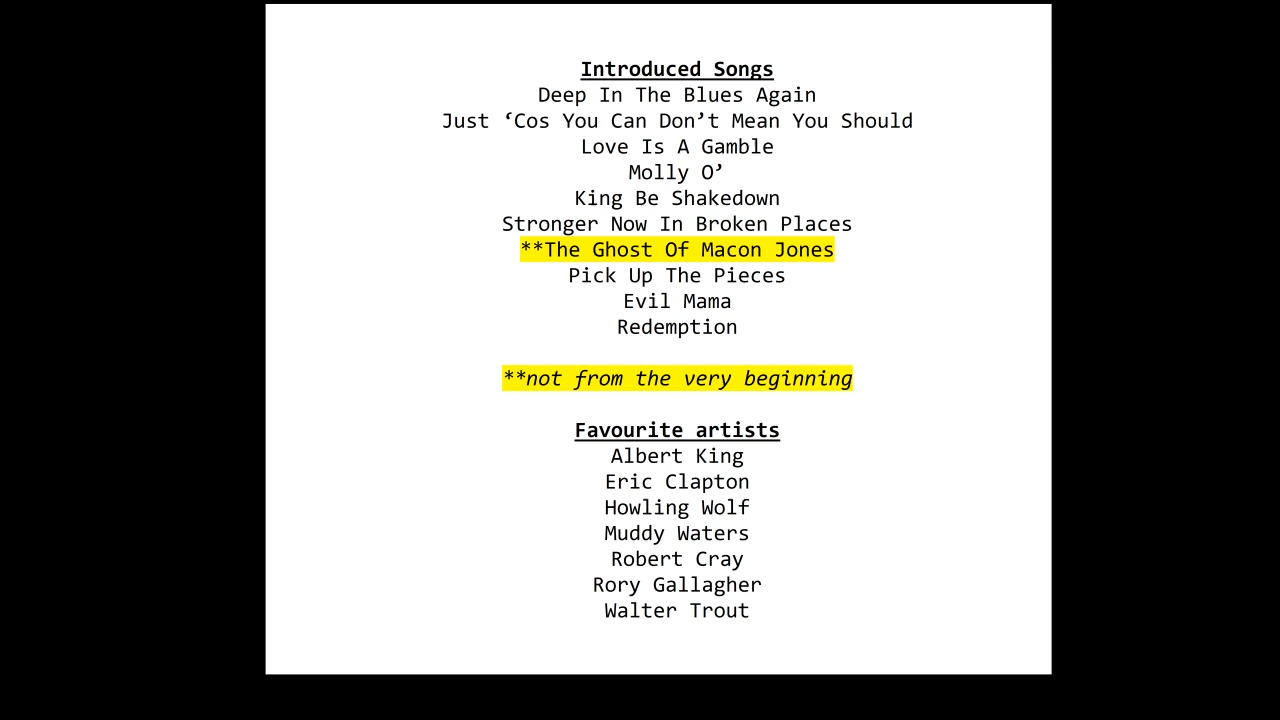 Introduced Songs
Deep In The Blues Again
Just ‘Cos You Can Don’t Mean You Should
Love Is A Gamble
Molly O’
King Be Shakedown
Stronger Now In Broken Places
**The Ghost Of Macon Jones
Pick Up The Pieces
Evil Mama
Redemption
**not from the very beginning
Favourite artists
Albert King
Eric Clapton
Howling Wolf
Muddy Waters
Robert Cray
Rory Gallagher
Walter Trout